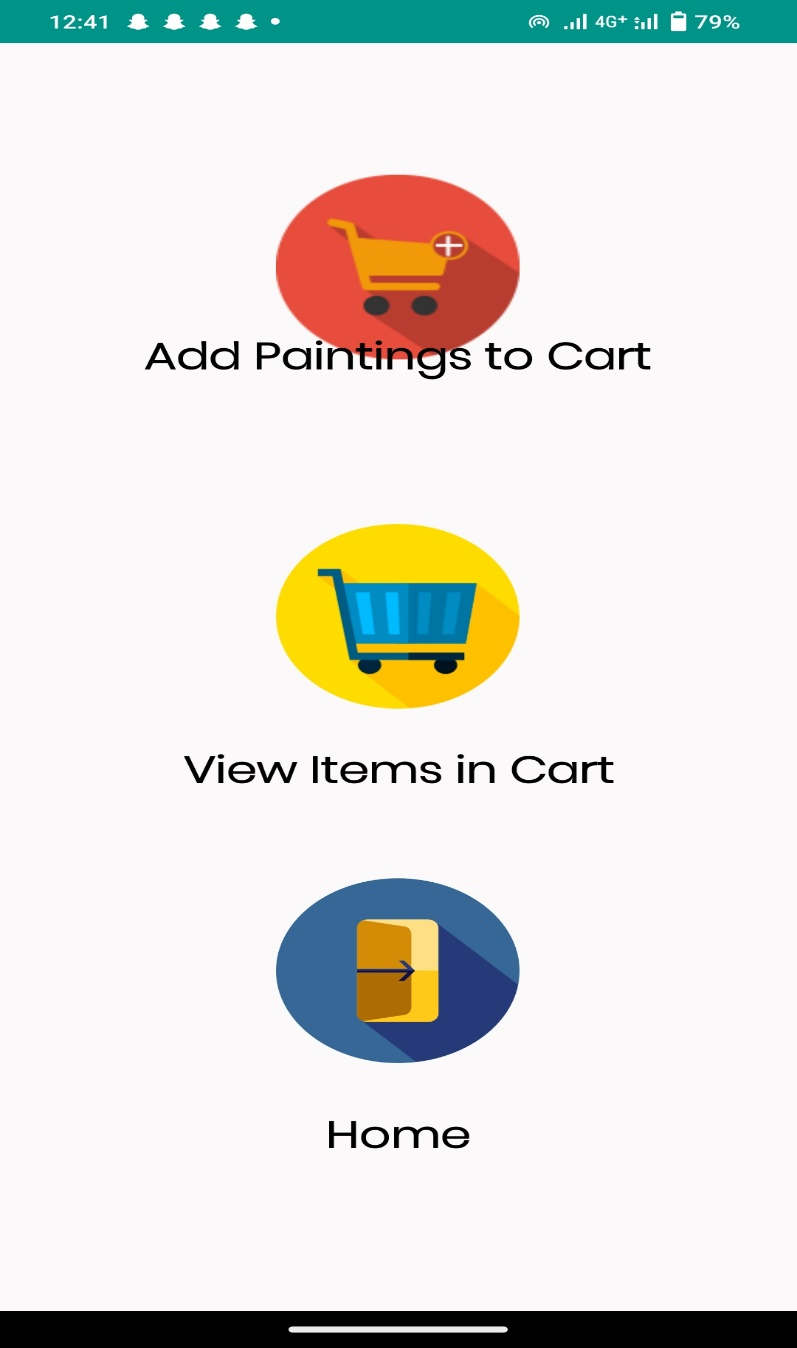 12:41 4G+ 79%
Add Paintings to Cart
View Items in Cart
Home